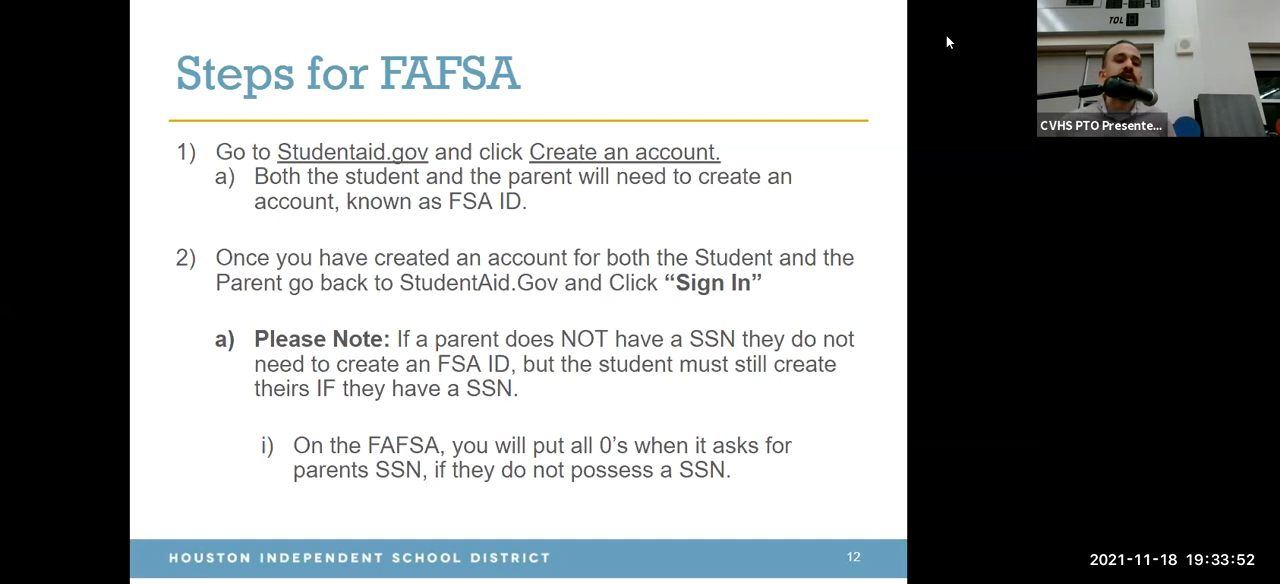 Steps for FAFSA
1) Go to Studentaid.gov and click Create an account.
a) Both the student and the parent will need to create an
account, known as FSA ID.
2) Once you have created an account for both the Student and the
Parent go back to StudentAid.Gov and Click “Sign In”
a) Please Note: If a parent does NOT have a SSN they do not
need to create an FSA ID, but the student must still create
theirs IF they have a SSN.
i) On the FAFSA, you will put all 0’s when it asks for
parents SSN, if they do not possess a SSN.
HOUSTON INDEPENDENT SCHOOL DISTRICT 12
TOL
CVHS PTO Presente...
2021-11-18 19:33:52